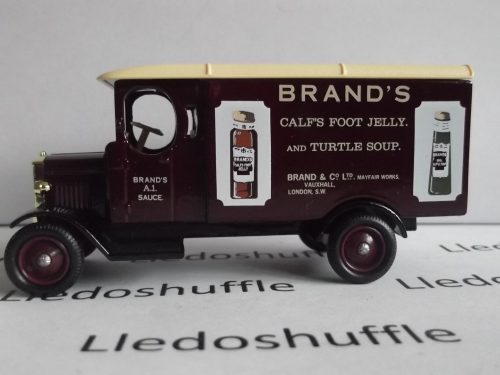 BRAND'S
CALF'S FOOT JELLY.
AND TURTLE SOUP.
BRAND & CO LTD. MAYFAIR WORKS,
VAUXHALL,
LONDON, S.W.
BRAND'S
A.1.
SAUCE.
BRAND'S
Lledoshuffle
Lledoshuffle